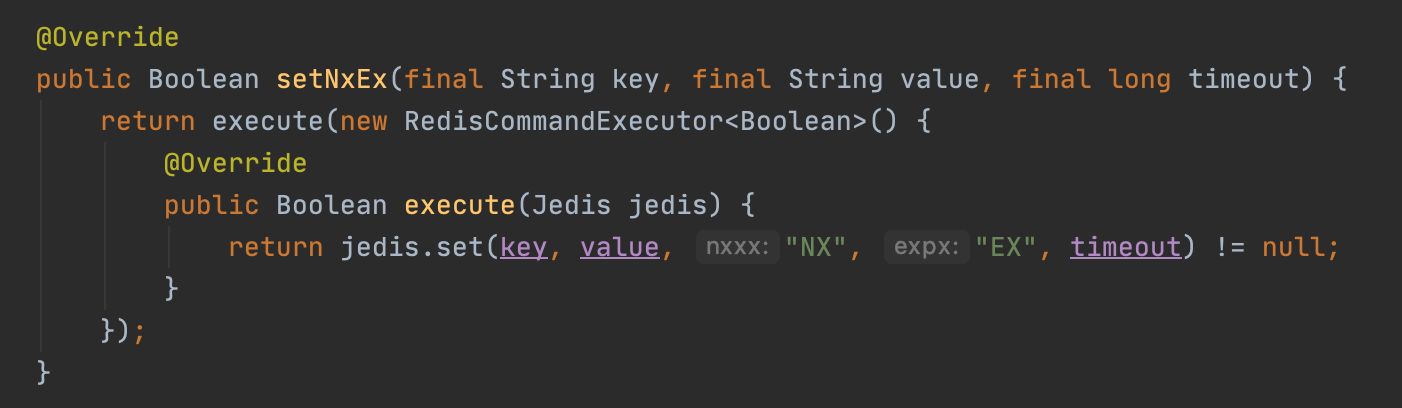 @Override
public Boolean setNxEx(final String key, final String value, final long timeout) {
return execute(new RedisCommandExecutor<Boolean>() {
@Override
public Boolean execute(Jedis jedis) {
return jedis.set(key, value, nxxx: "NX", expx: "EX", timeout) != null;
}
});
}